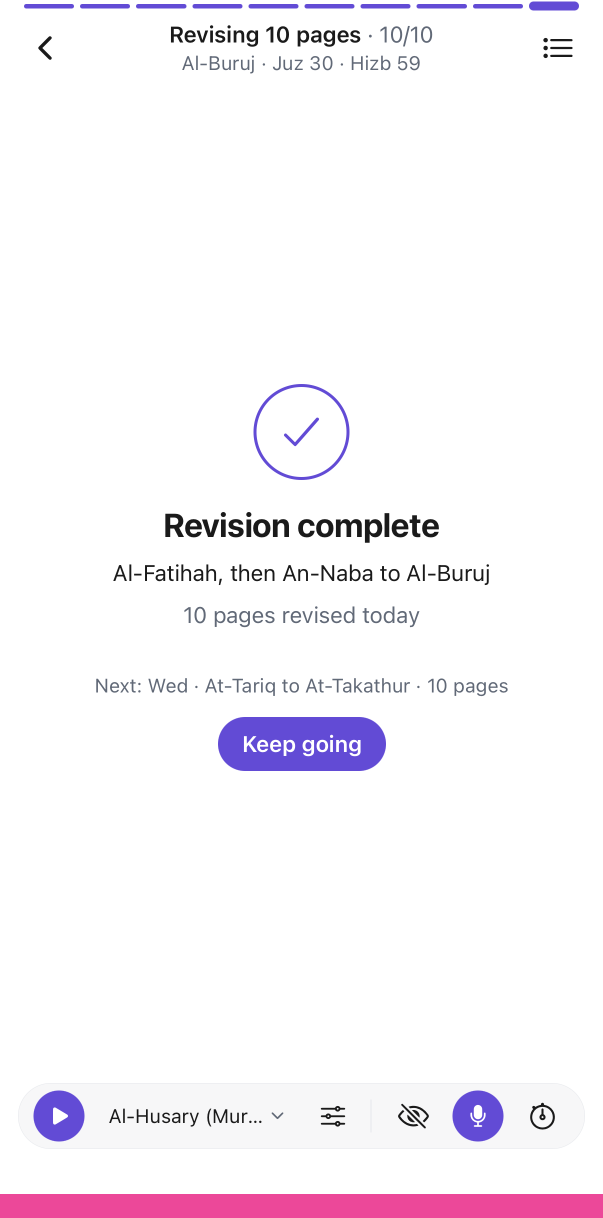 Revising 10 pages · 10/10
Al-Buruj · Juz 30 · Hizb 59
Revision complete
Al-Fatihah, then An-Naba to Al-Buruj
10 pages revised today
Next: Wed · At-Tariq to At-Takathur · 10 pages
Keep going
Al-Husary (Mur...